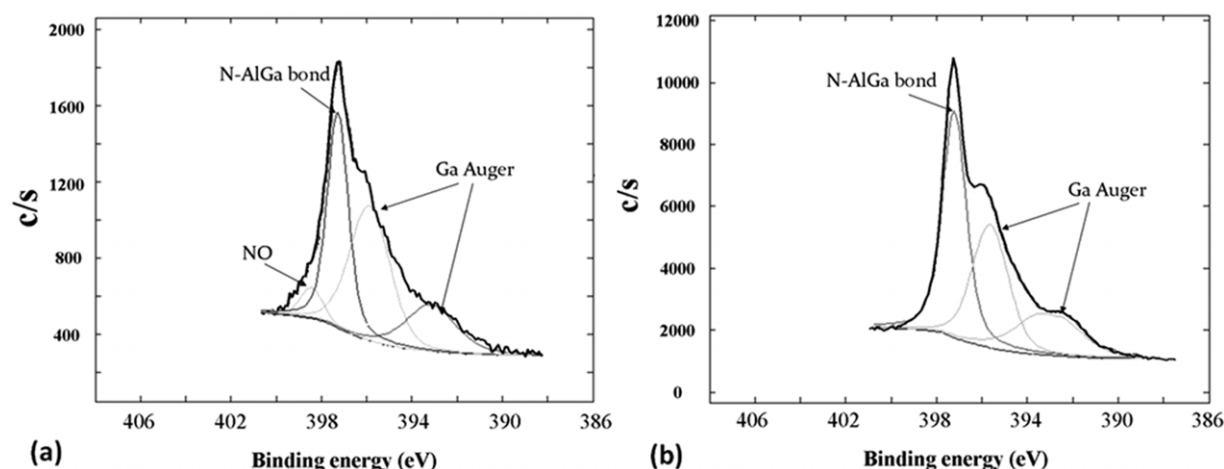 2000
1600
1200
800
400
c/s
N-AlGa bond
Ga Auger
NO
406
402
398
394
390
386
Binding energy (eV)
(a)
12000
10000
8000
6000
4000
2000
0
c/s
N-AlGa bond
Ga Auger
406
402
398
394
390
386
Binding energy (eV)
(b)